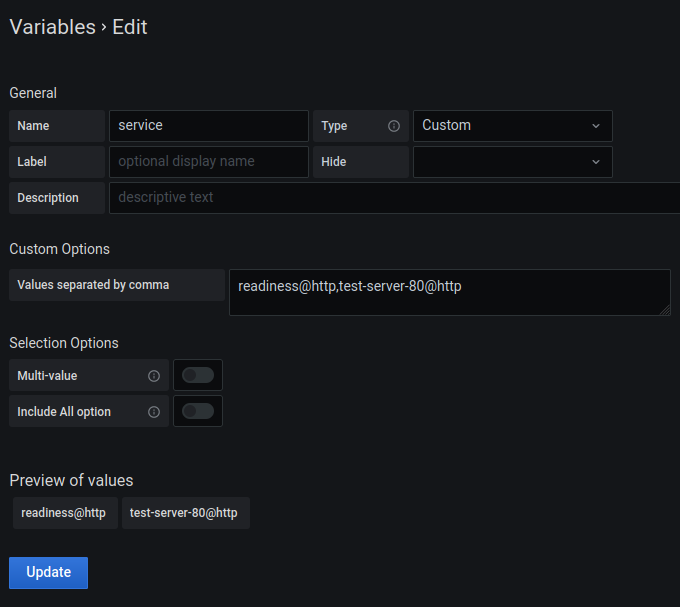 Variables › Edit
General
Name service Type Custom
Label optional display name Hide
Description descriptive text
Custom Options
Values separated by comma readiness@http,test-server-80@http
Selection Options
Multi-value
Include All option
Preview of values
readiness@http test-server-80@http
Update